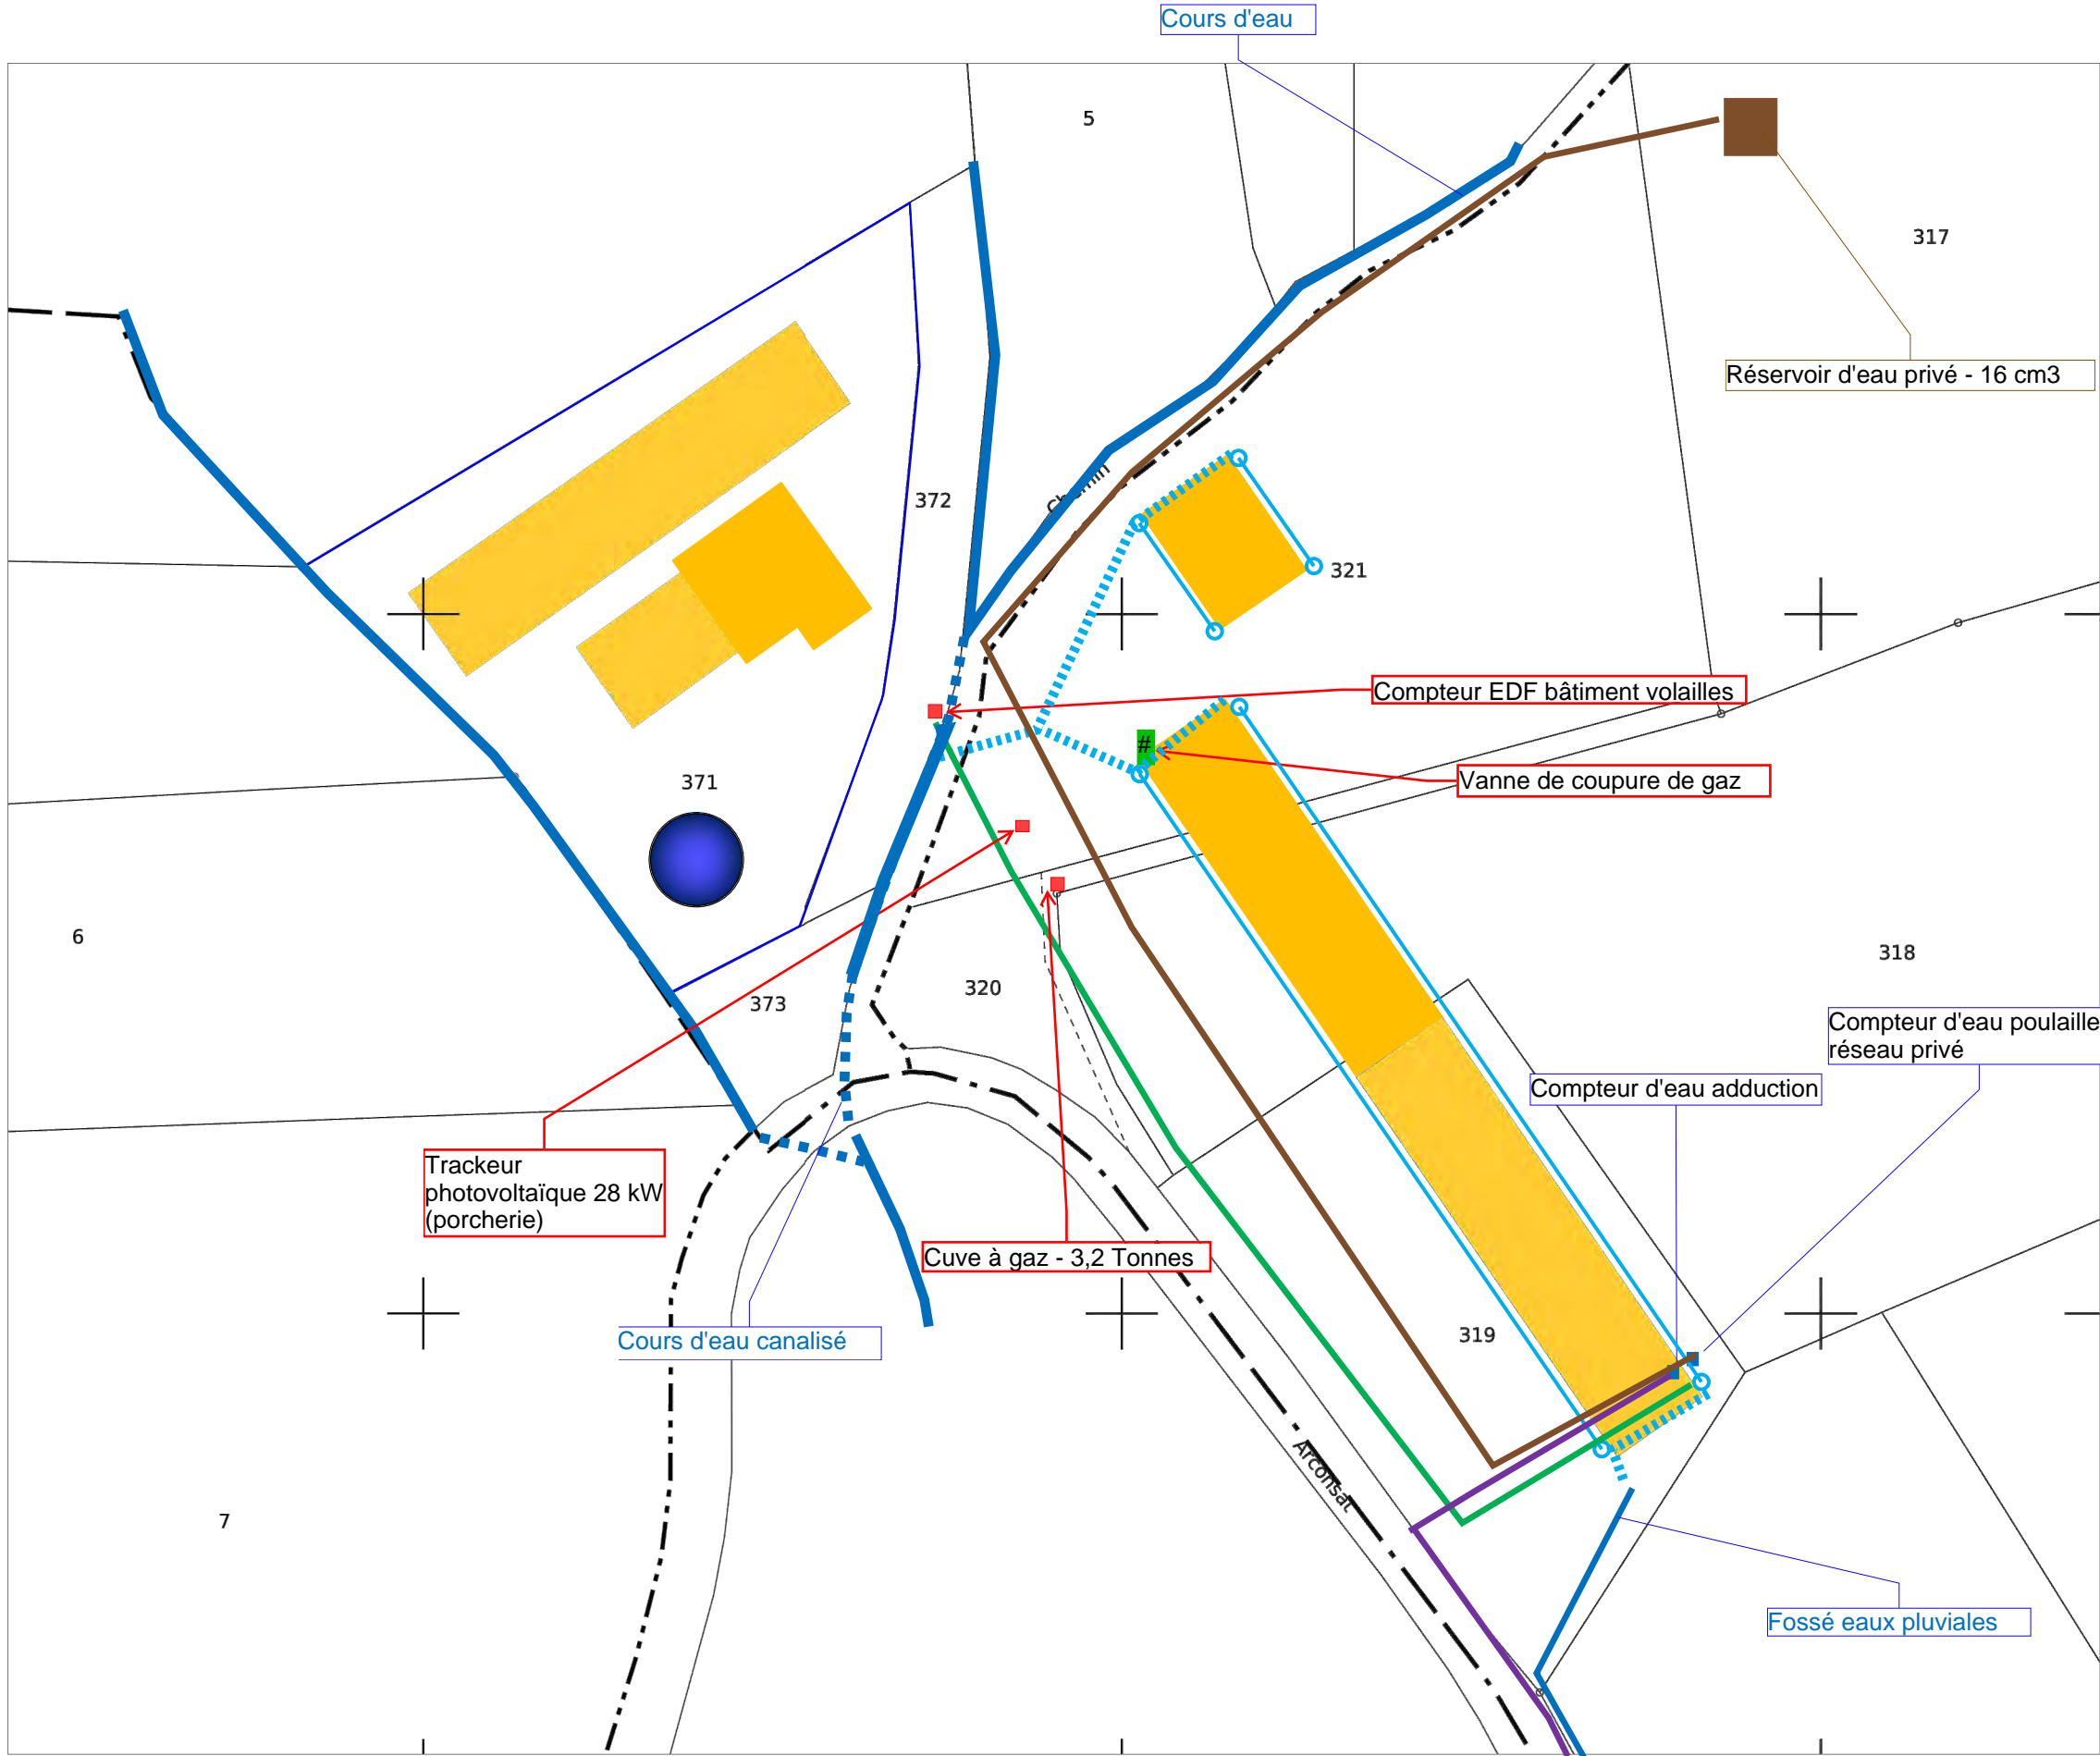 Cours d'eau
5
317
Réservoir d'eau privé - 16 cm3
372
Chemin
321
Compteur EDF bâtiment volailles
#
Vanne de coupure de gaz
371
6
318
320
373
Compteur d'eau poulaille
réseau privé
Compteur d'eau adduction
Trackeur
photovoltaïque 28 kW
(porcherie)
Cuve à gaz - 3,2 Tonnes
Cours d'eau canalisé
319
Arconsat
7
Fossé eaux pluviales